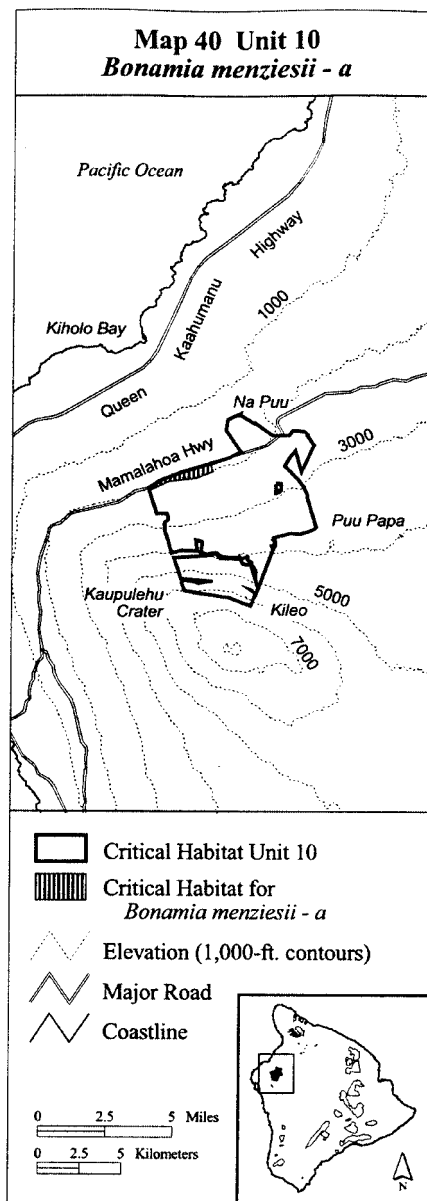 Map 40 Unit 10
Bonamia menziesii - a
Pacific Ocean
Highway
Kaahumanu
1000
Kiholo Bay
Queen
Na Puu
Mamalahoa Hwy
3000
Puu Papa
Kaupulehu
Crater
Kileo
5000
7000
Critical Habitat Unit 10
Critical Habitat for
Bonamia menziesii - a
Elevation (1,000-ft. contours)
Major Road
Coastline
0 2.5 5 Miles
0 2.5 5 Kilometers
N